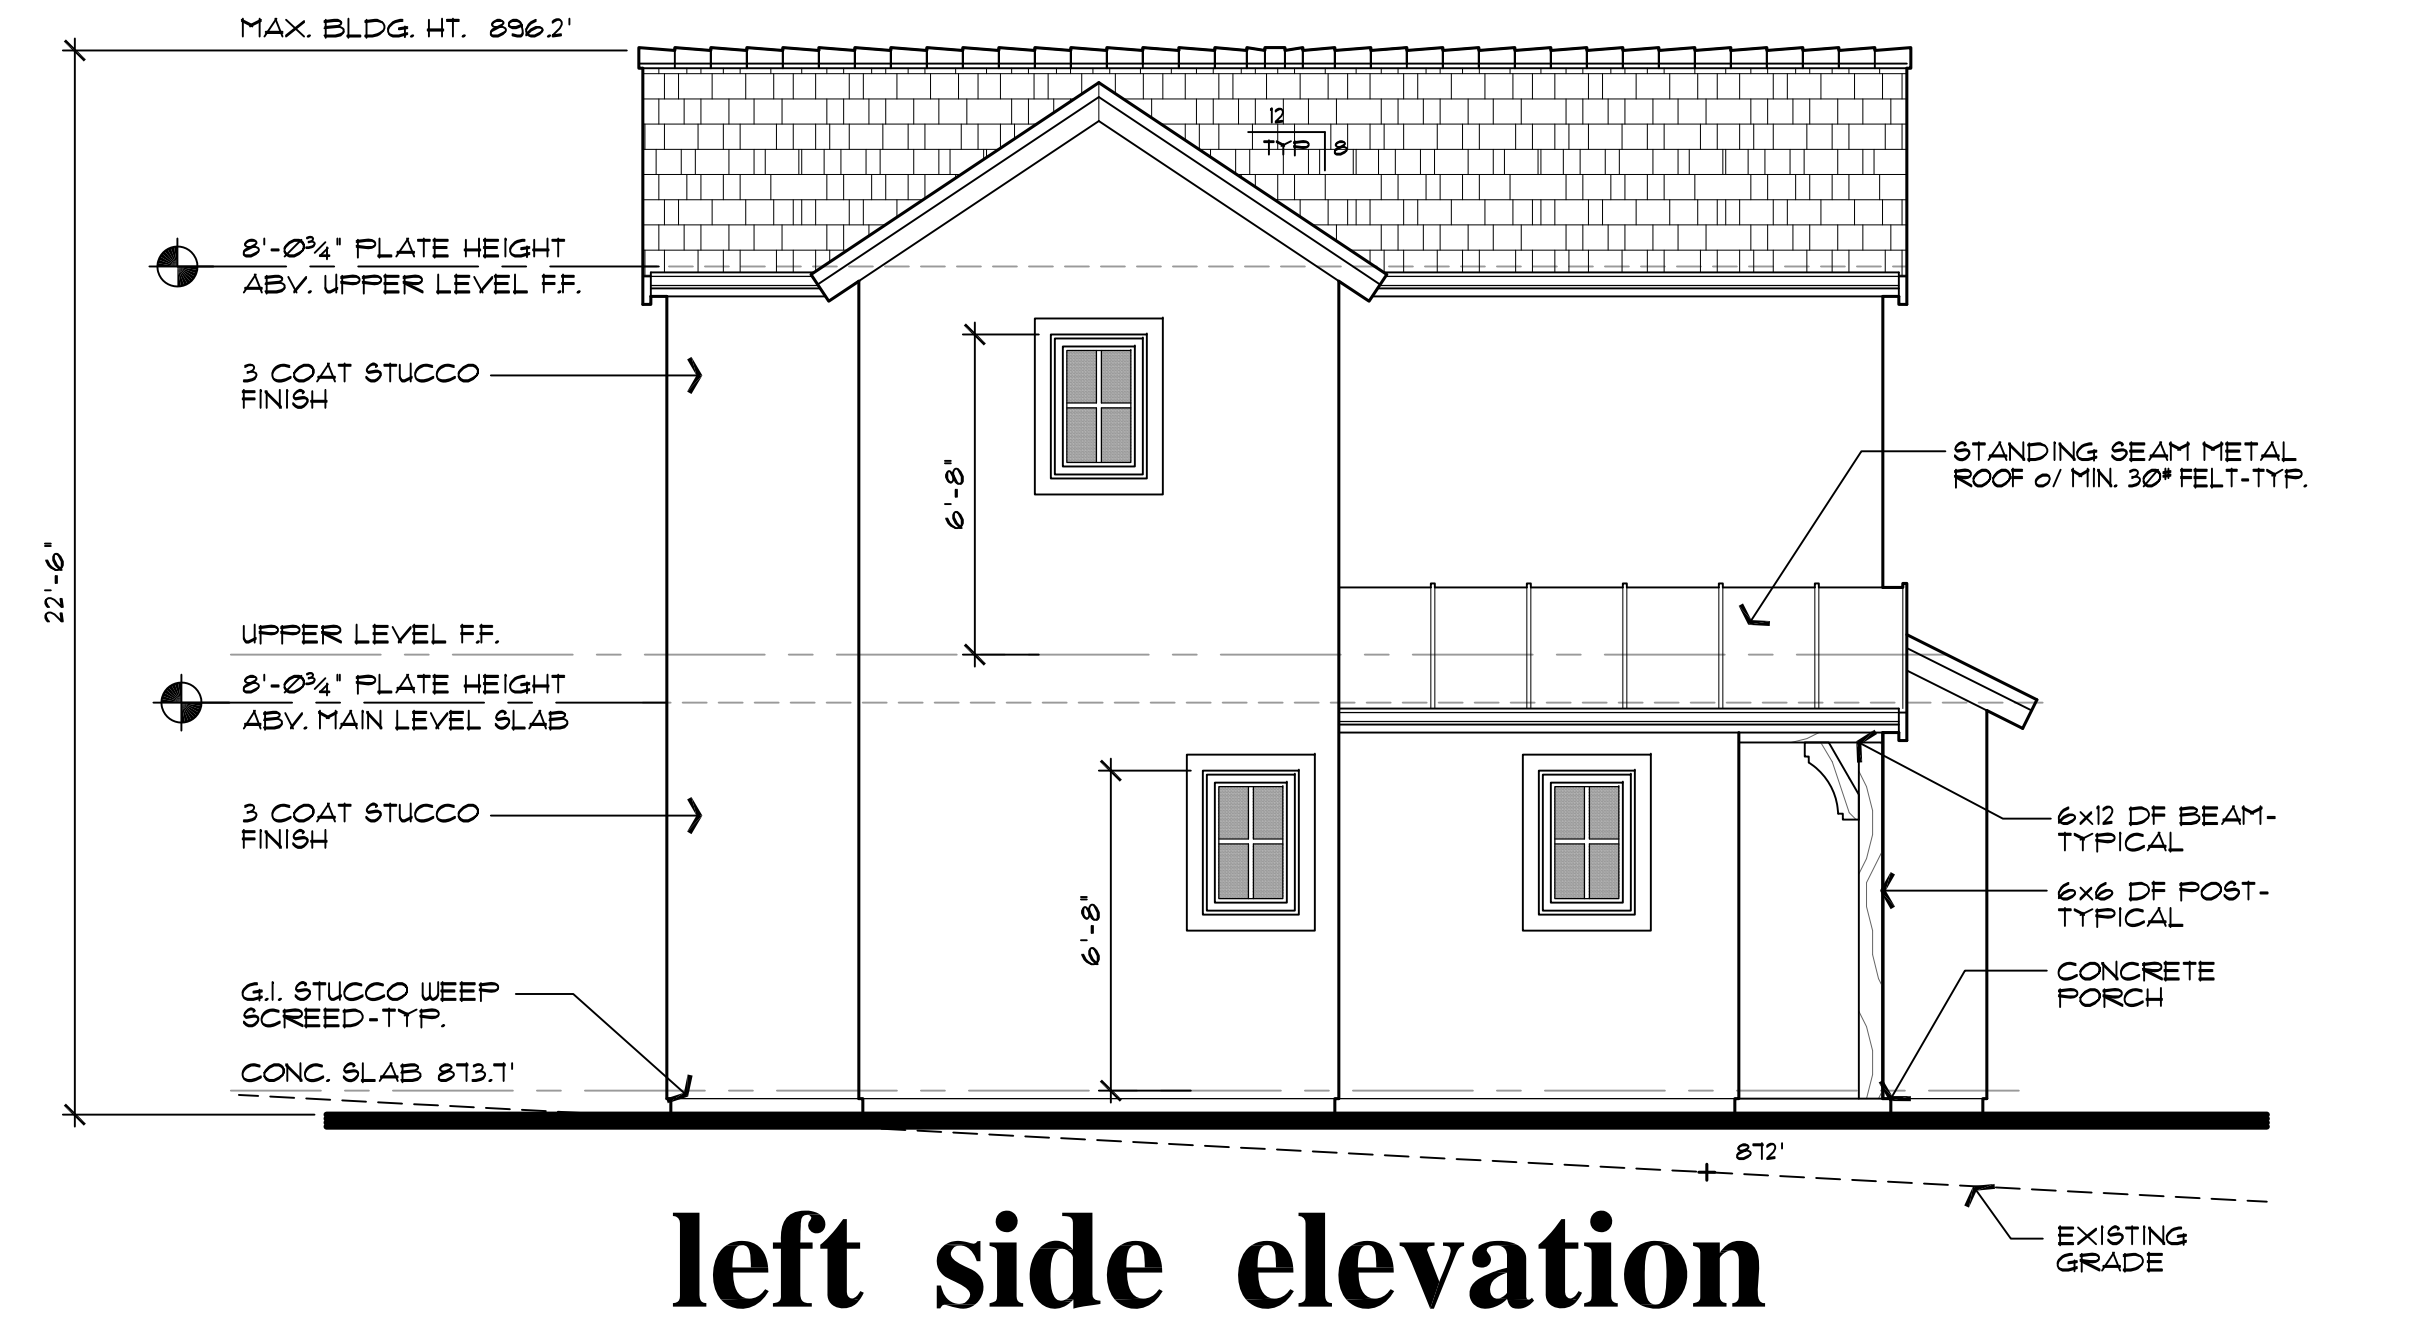 MAX. BLDG. HT. 896.2'
12
TYP 8
8'-0¾" PLATE HEIGHT
ABV. UPPER LEVEL F.F.
3 COAT STUCCO
FINISH
6'-8"
STANDING SEAM METAL
ROOF o/ MIN. 30# FELT-TYP.
22'-6"
UPPER LEVEL F.F.
8'-0¾" PLATE HEIGHT
ABV. MAIN LEVEL SLAB
3 COAT STUCCO
FINISH
6'-8"
6x12 DF BEAM-
TYPICAL
6x6 DF POST-
TYPICAL
CONCRETE
PORCH
G.I. STUCCO WEEP
SCREED-TYP.
CONC. SLAB 873.7'
872'
EXISTING
GRADE
left side elevation